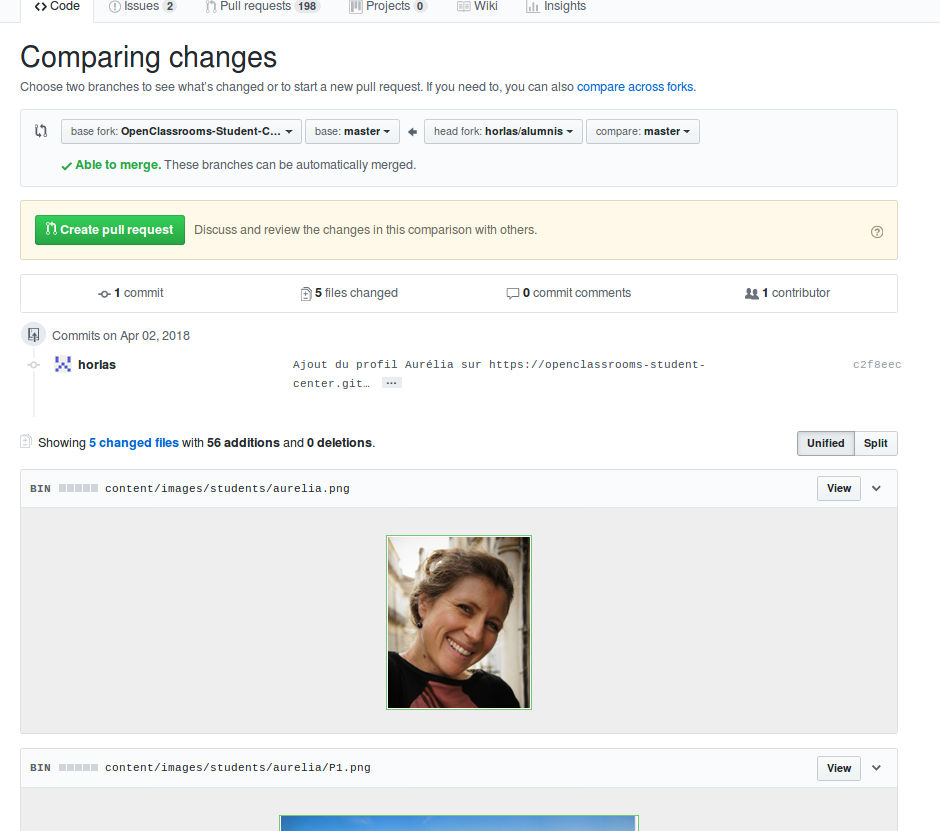 Code Issues 2 Pull requests 198 Projects 0 Wiki Insights
Comparing changes
Choose two branches to see what's changed or to start a new pull request. If you need to, you can also compare across forks.
base fork: OpenClassrooms-Student-C... base: master head fork: horlas/alumnis compare: master
Able to merge. These branches can be automatically merged.
Create pull request Discuss and review the changes in this comparison with others.
1 commit 5 files changed 0 commit comments 1 contributor
Commits on Apr 02, 2018
horlas Ajout du profil Aurélia sur https://openclassrooms-student- c2f8eec
center.git… …
Showing 5 changed files with 56 additions and 0 deletions. Unified Split
BIN content/images/students/aurelia.png View
BIN content/images/students/aurelia/P1.png View